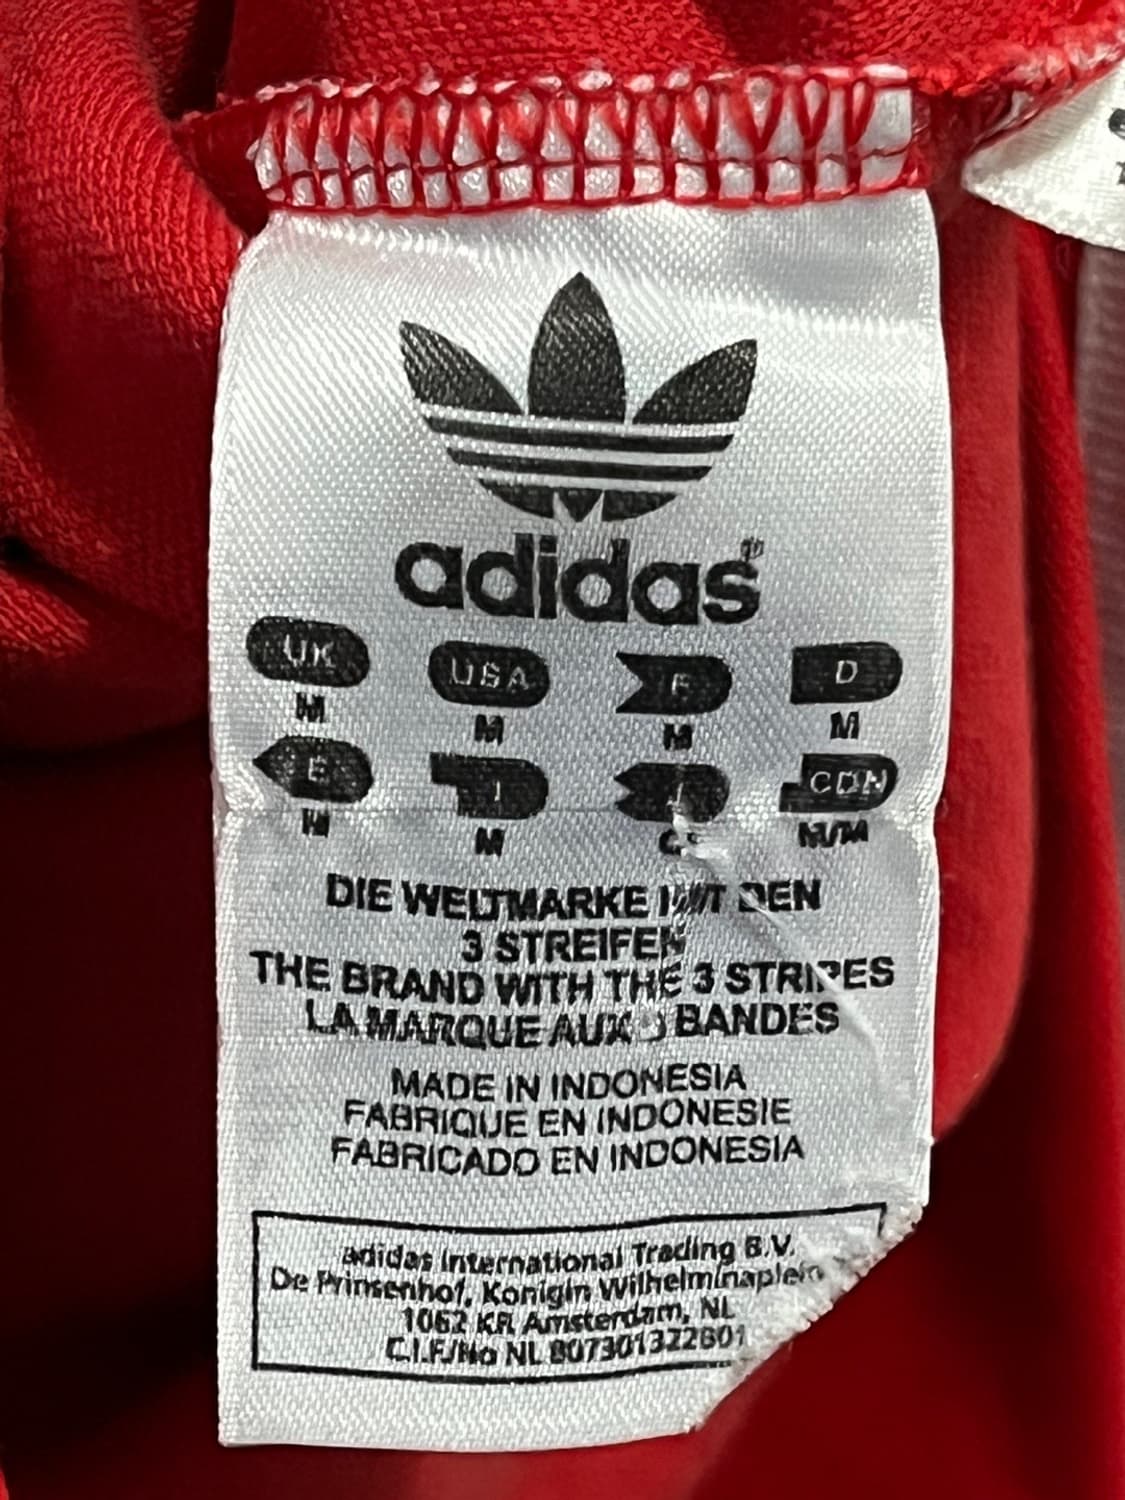 adidas
UK USA F D
M M M M
E I J CDN
M M M/M
DIE WELTMARKE MIT DEN
3 STREIFEN
THE BRAND WITH THE 3 STRIPES
LA MARQUE AUX 3 BANDES
MADE IN INDONESIA
FABRIQUE EN INDONESIE
FABRICADO EN INDONESIA
adidas International Trading B.V.
De Prinsenhof, Konigin Wilhelminaplein
1062 KR Amsterdam, NL
C.I.F./No NL 807301322B01